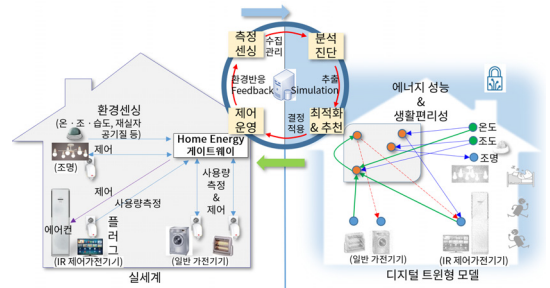 측정
센싱
수집
관리
분석
진단
환경반응
Feedback
추출
Simulation
제어
운영
결정
적용
최적화
& 추천
환경센싱
(온 · 조 · 습도, 재실자
공기질 등)
제어
(조명)
Home Energy
게이트웨이
제어
사용량측정
사용량
측정
&
제어
에어컨
플러그
(IR 제어가전기기)
(일반 가전기기)
실세계
에너지 성능
&
생활편리성
온도
조도
조명
(일반 가전기기)
(IR 제어가전기기)
디지털 트윈형 모델